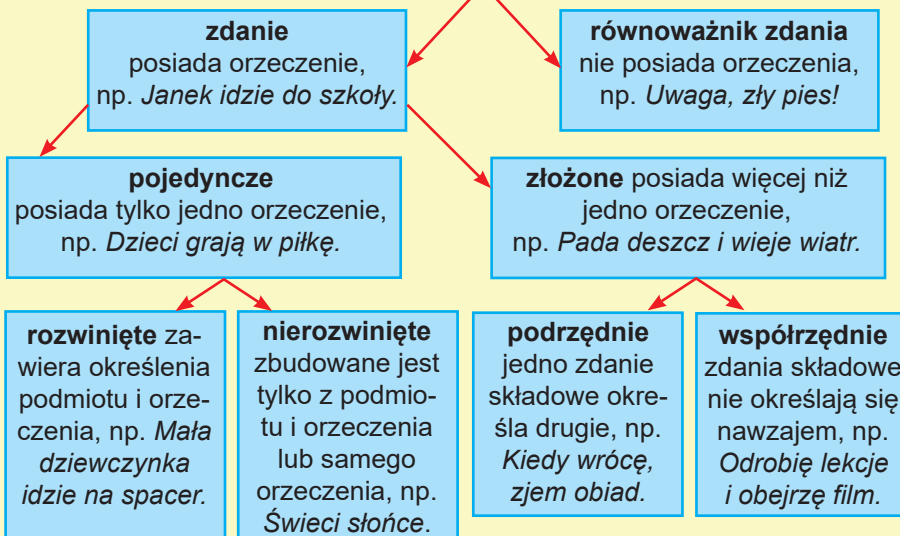 zdanie
posiada orzeczenie,
np. Janek idzie do szkoły.
równoważnik zdania
nie posiada orzeczenia,
np. Uwaga, zły pies!
pojedyncze
posiada tylko jedno orzeczenie,
np. Dzieci grają w piłkę.
złożone posiada więcej niż
jedno orzeczenie,
np. Pada deszcz i wieje wiatr.
rozwinięte za-
wiera określenia
podmiotu i orze-
czenia, np. Mała
dziewczynka
idzie na spacer.
nierozwinięte
zbudowane jest
tylko z podmio-
tu i orzeczenia
lub samego
orzeczenia, np.
Świeci słońce.
podrzędnie
jedno zdanie
składowe okre-
śla drugie, np.
Kiedy wrócę,
zjem obiad.
współrzędnie
zdania składowe
nie określają się
nawzajem, np.
Odrobię lekcje
i obejrzę film.